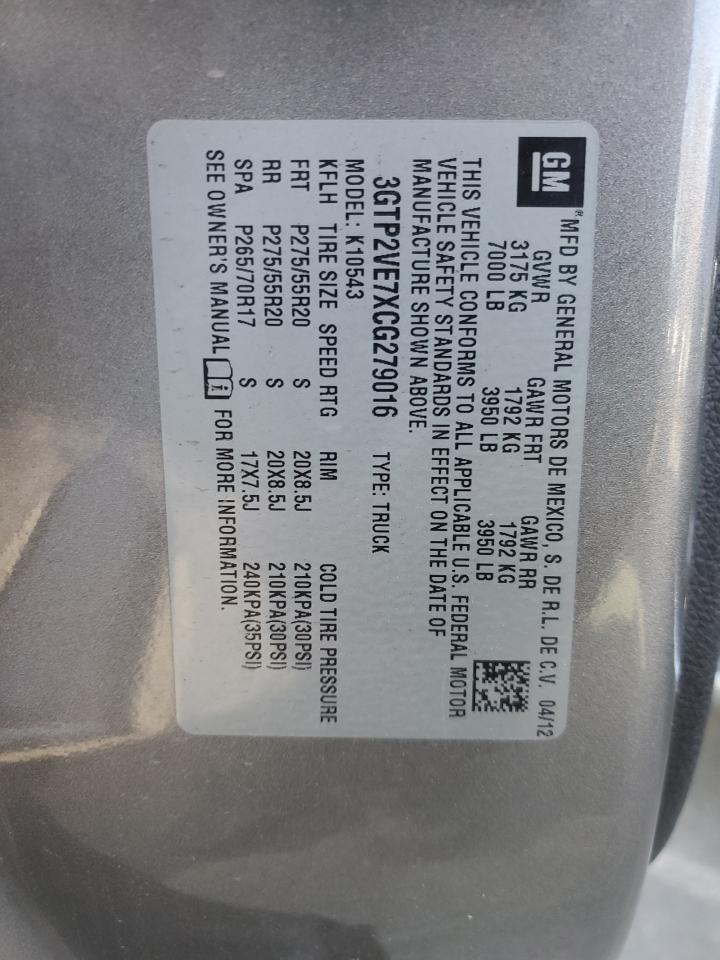 GM
® MFD BY GENERAL MOTORS DE MEXICO, S. DE R.L. DE C.V. 04/12
GVWR GAWR FRT GAWR RR
3175 KG 1792 KG 1792 KG
7000 LB 3950 LB 3950 LB
THIS VEHICLE CONFORMS TO ALL APPLICABLE U.S. FEDERAL MOTOR
VEHICLE SAFETY STANDARDS IN EFFECT ON THE DATE OF
MANUFACTURE SHOWN ABOVE.
3GTP2VE7XCG279016 TYPE: TRUCK
MODEL: K10543
KFLH TIRE SIZE SPEED RTG RIM COLD TIRE PRESSURE
FRT P275/55R20 S 20X8.5J 210KPA(30PSI)
RR P275/55R20 S 20X8.5J 210KPA(30PSI)
SPA P265/70R17 S 17X7.5J 240KPA(35PSI)
SEE OWNER'S MANUAL i FOR MORE INFORMATION.